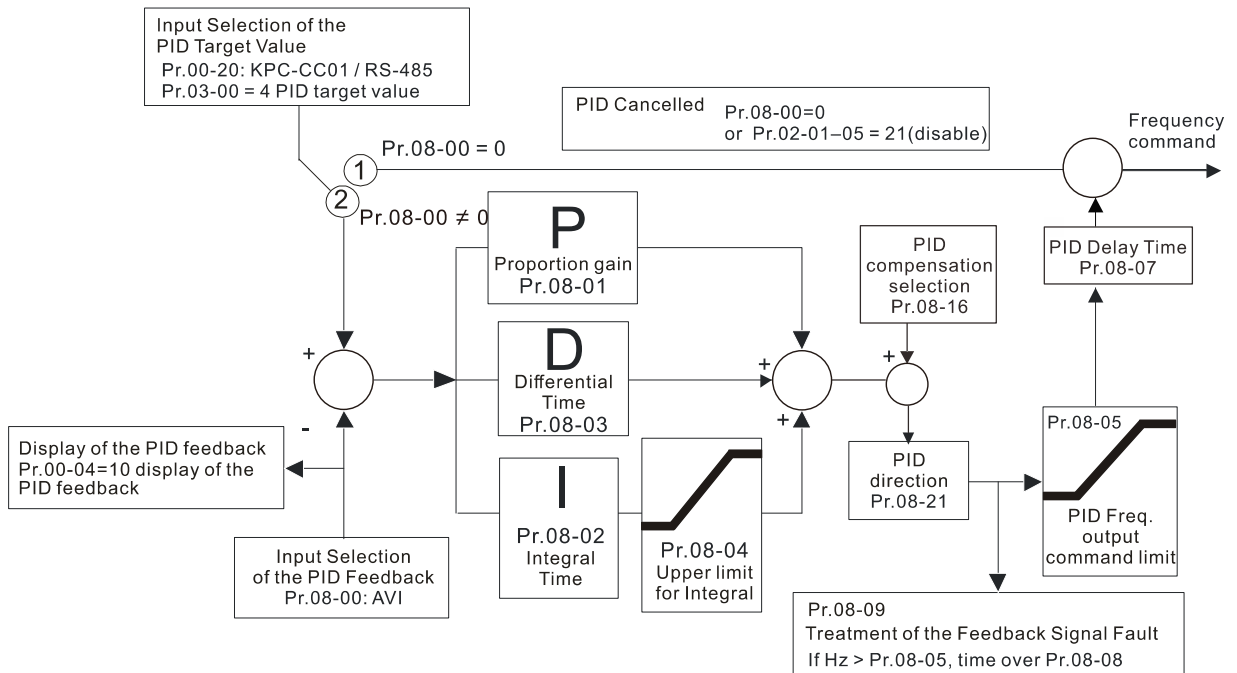 Input Selection of the
PID Target Value
Pr.00-20: KPC-CC01 / RS-485
Pr.03-00 = 4 PID target value
PID Cancelled
Pr.08-00=0
or Pr.02-01–05 = 21(disable)
Frequency
command
Pr.08-00 = 0
1
2
Pr.08-00 ≠ 0
P
Proportion gain
Pr.08-01
PID
compensation
selection
Pr.08-16
PID Delay Time
Pr.08-07
+
-
D
Differential
Time
Pr.08-03
+
+
+
Display of the PID feedback
Pr.00-04=10 display of the
PID feedback
I
Pr.08-02
Integral
Time
Pr.08-04
Upper limit
for Integral
PID
direction
Pr.08-21
Pr.08-05
PID Freq.
output
command limit
Input Selection
of the PID Feedback
Pr.08-00: AVI
Pr.08-09
Treatment of the Feedback Signal Fault
If Hz > Pr.08-05, time over Pr.08-08